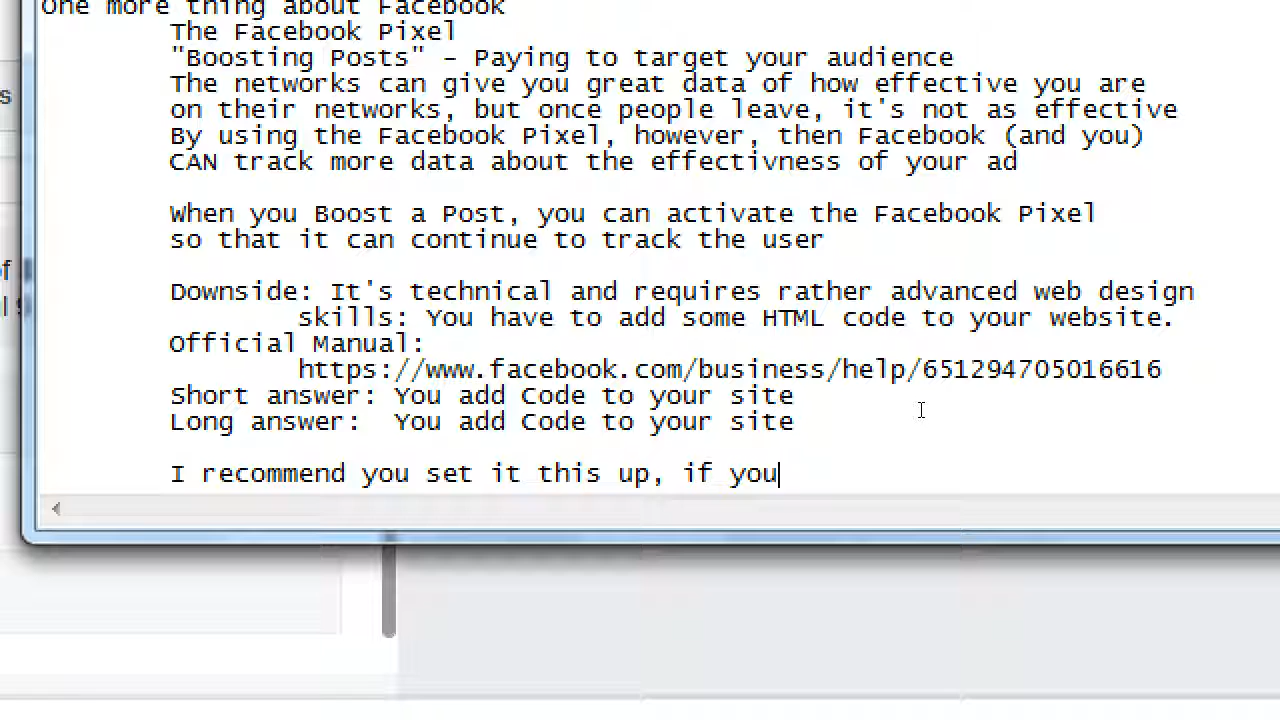 One more thing about Facebook
The Facebook Pixel
"Boosting Posts" - Paying to target your audience
The networks can give you great data of how effective you are
on their networks, but once people leave, it's not as effective
By using the Facebook Pixel, however, then Facebook (and you)
CAN track more data about the effectivness of your ad
When you Boost a Post, you can activate the Facebook Pixel
so that it can continue to track the user
Downside: It's technical and requires rather advanced web design
skills: You have to add some HTML code to your website.
Official Manual:
https://www.facebook.com/business/help/651294705016616
Short answer: You add Code to your site
Long answer:  You add Code to your site
I recommend you set it this up, if you